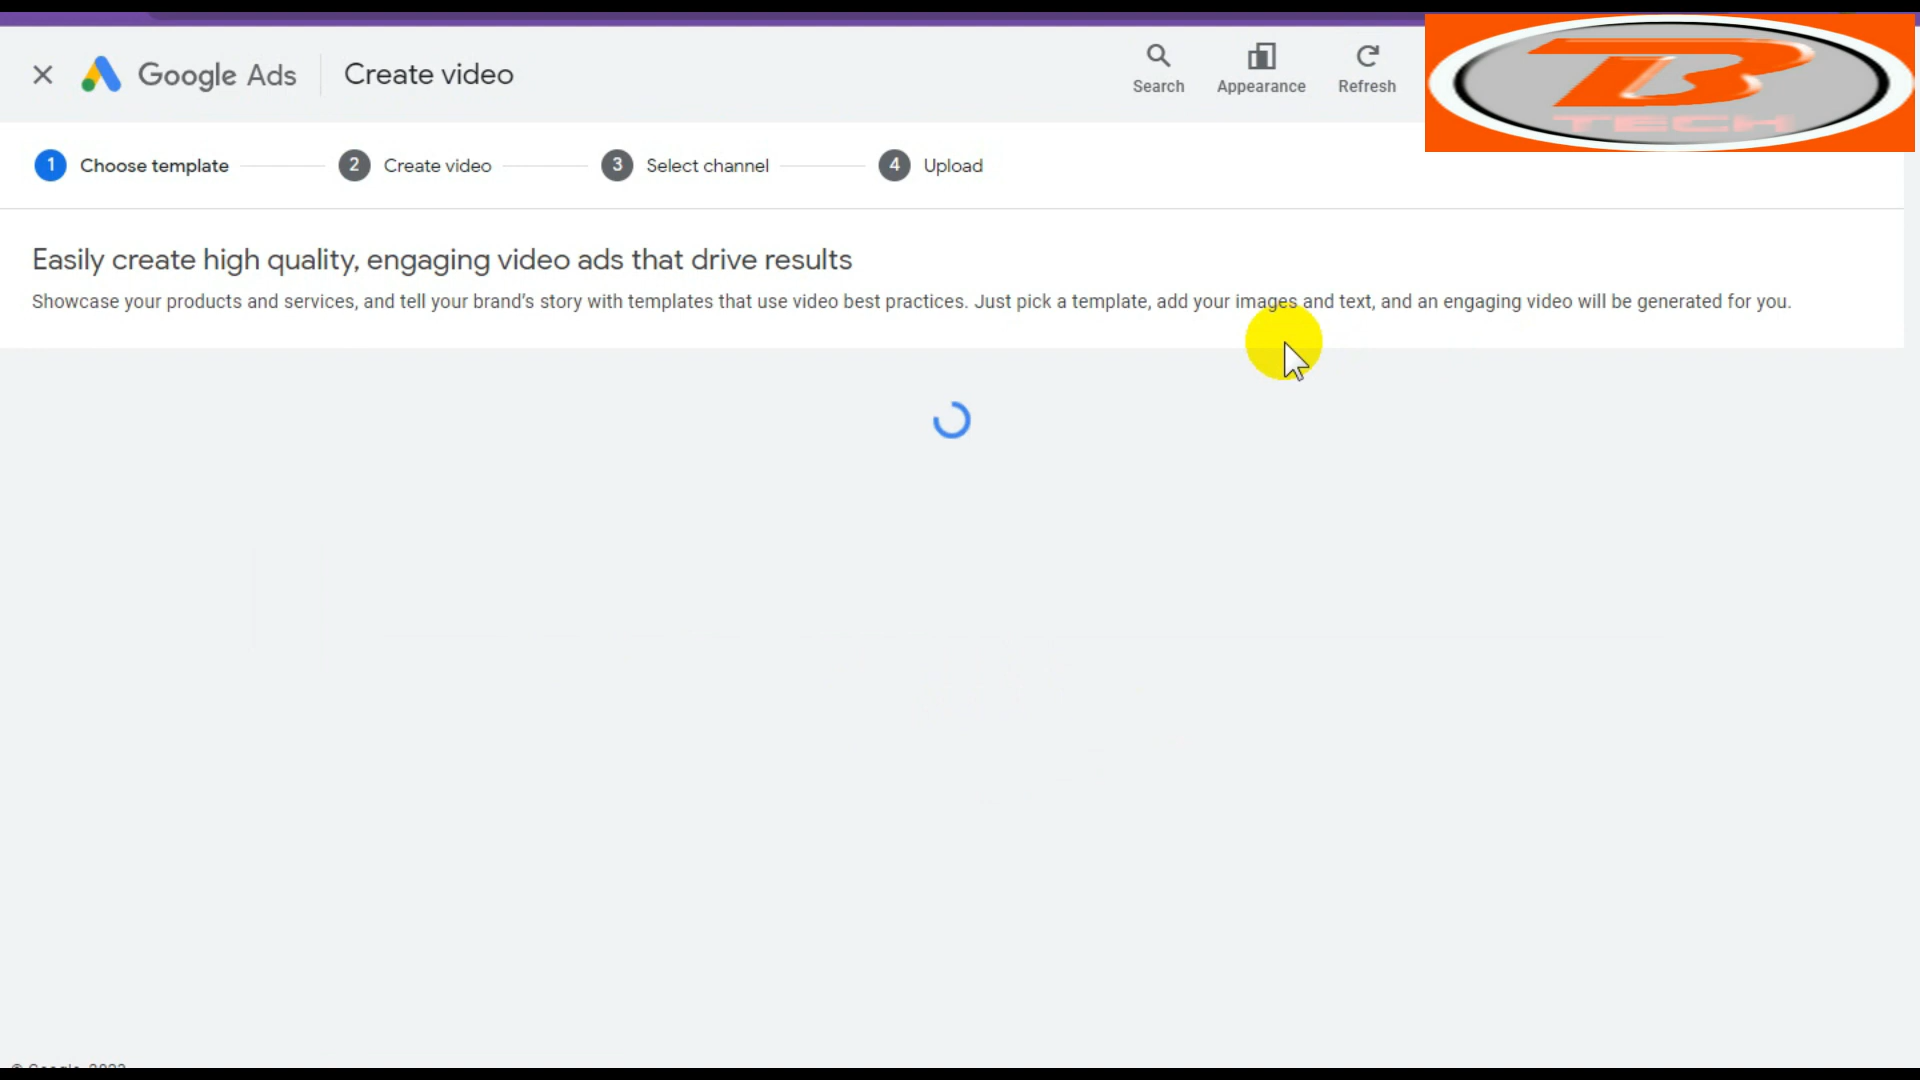 Google Ads
Create video
Search
Appearance
Refresh
B
TECH
1 Choose template
2 Create video
3 Select channel
4 Upload
Easily create high quality, engaging video ads that drive results
Showcase your products and services, and tell your brand's story with templates that use video best practices. Just pick a template, add your images and text, and an engaging video will be generated for you.